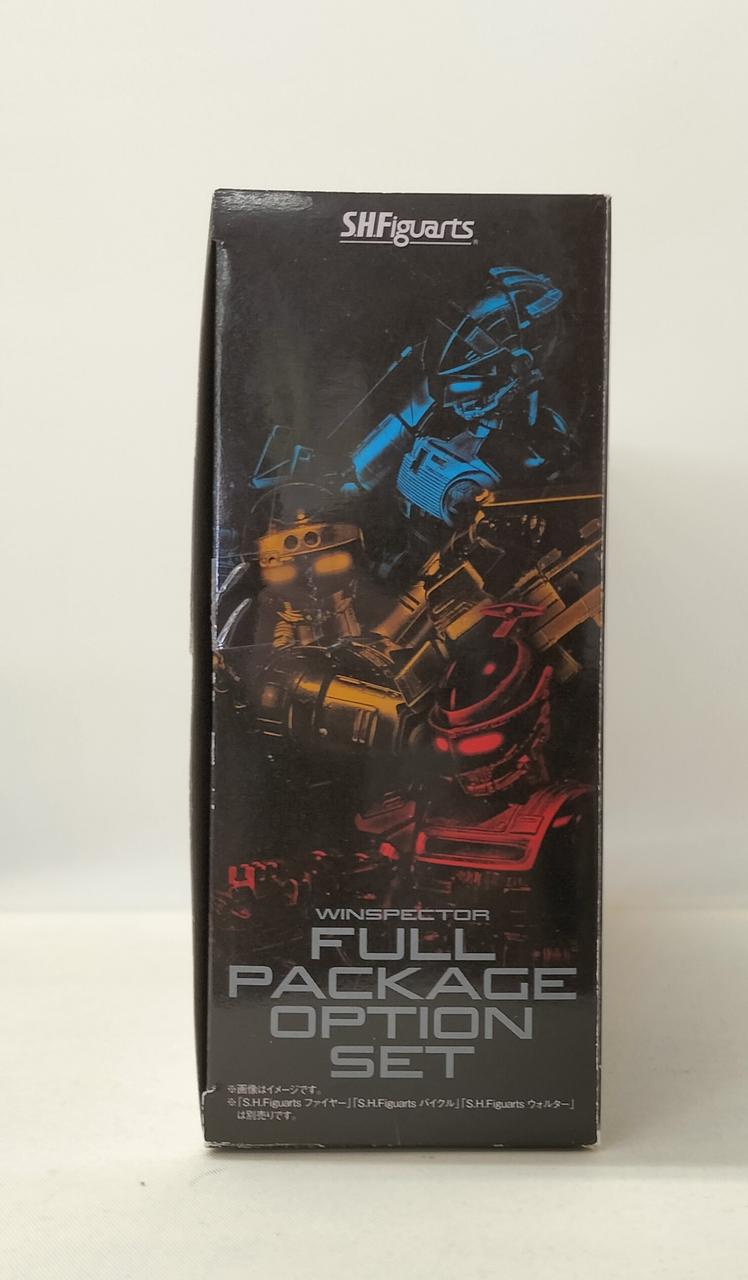 S.H.Figuarts®
WINSPECTOR
FULL
PACKAGE
OPTION
SET
※画像はイメージです。
※「S.H.Figuarts ファイヤー」「S.H.Figuarts バイクル」「S.H.Figuarts ウォルター」
は別売りです。